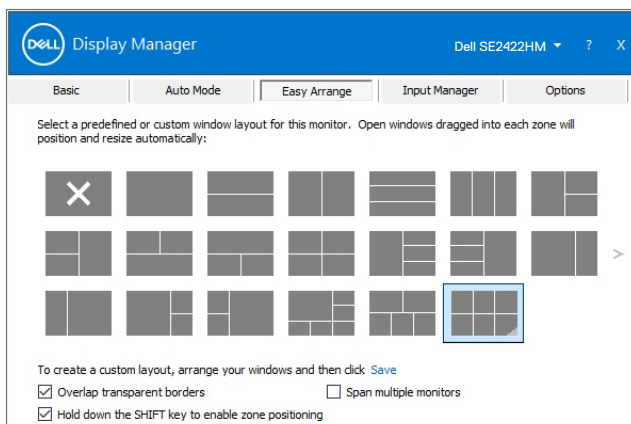 DELL Display Manager Dell SE2422HM ? X
Basic Auto Mode Easy Arrange Input Manager Options
Select a predefined or custom window layout for this monitor. Open windows dragged into each zone will
position and resize automatically:
>
To create a custom layout, arrange your windows and then click Save
Overlap transparent borders Span multiple monitors
Hold down the SHIFT key to enable zone positioning